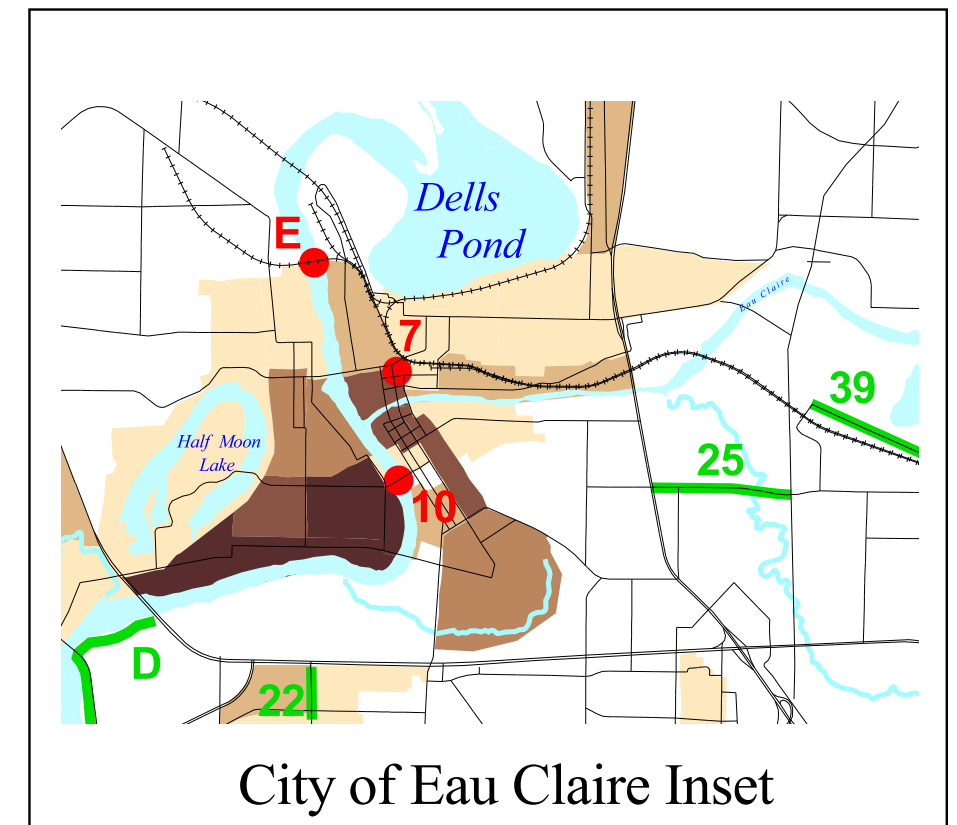 Dells
Pond
E
Eau Claire
7
39
Half Moon
Lake
25
10
D
22
City of Eau Claire Inset